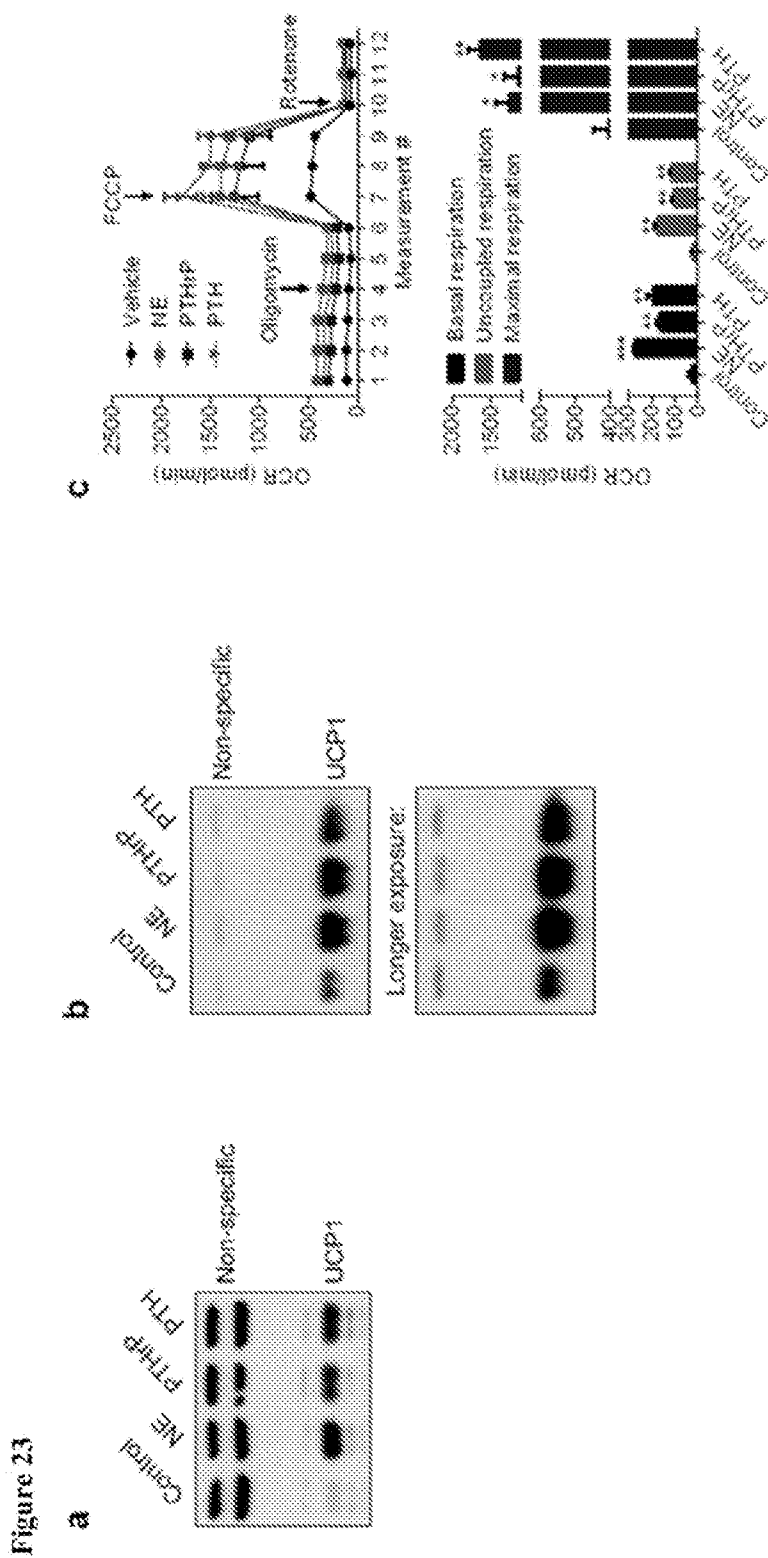 Figure 23
a
Control NE PTHrP PTH
Non-specific
UCP1
b
Control NE PTHrP PTH
Non-specific
UCP1
Longer exposure:
c
OCR (pmol/min)
2500
2000
1500
1000
500
0
Vehicle
NE
PTHrP
PTH
Oligomycin
FCCP
Rotenone
1 2 3 4 5 6 7 8 9 10 11 12
Measurement #
OCR (pmol/min)
2000
1500
600
500
400
300
200
100
0
Basal respiration
Uncoupled respiration
Maximal respiration
Control NE PTHrP PTH Control NE PTHrP PTH Control NE PTHrP PTH